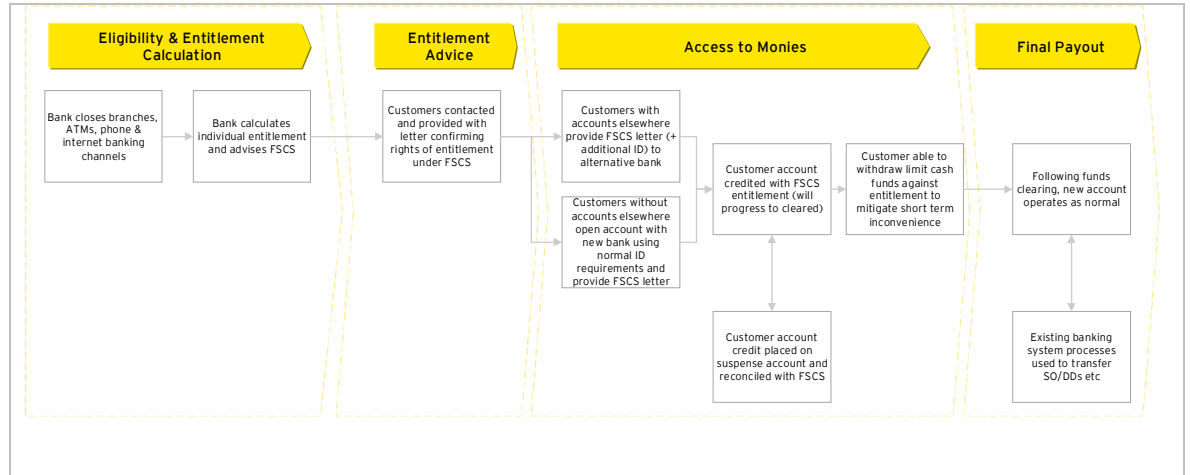 Eligibility & Entitlement
Calculation
Entitlement
Advice
Access to Monies
Final Payout
Bank closes branches,
ATMs, phone &
internet banking
channels
Bank calculates
individual entitlement
and advises FSCS
Customers contacted
and provided with
letter confirming
rights of entitlement
under FSCS
Customers with
accounts elsewhere
provide FSCS letter (+
additional ID) to
alternative bank
Customers without
accounts elsewhere
open account with
new bank using
normal ID
requirements and
provide FSCS letter
Customer account
credited with FSCS
entitlement (will
progress to cleared)
Customer able to
withdraw limit cash
funds against
entitlement to
mitigate short term
inconvenience
Following funds
clearing, new account
operates as normal
Customer account
credit placed on
suspense account and
reconciled with FSCS
Existing banking
system processes
used to transfer
SO/DDs etc